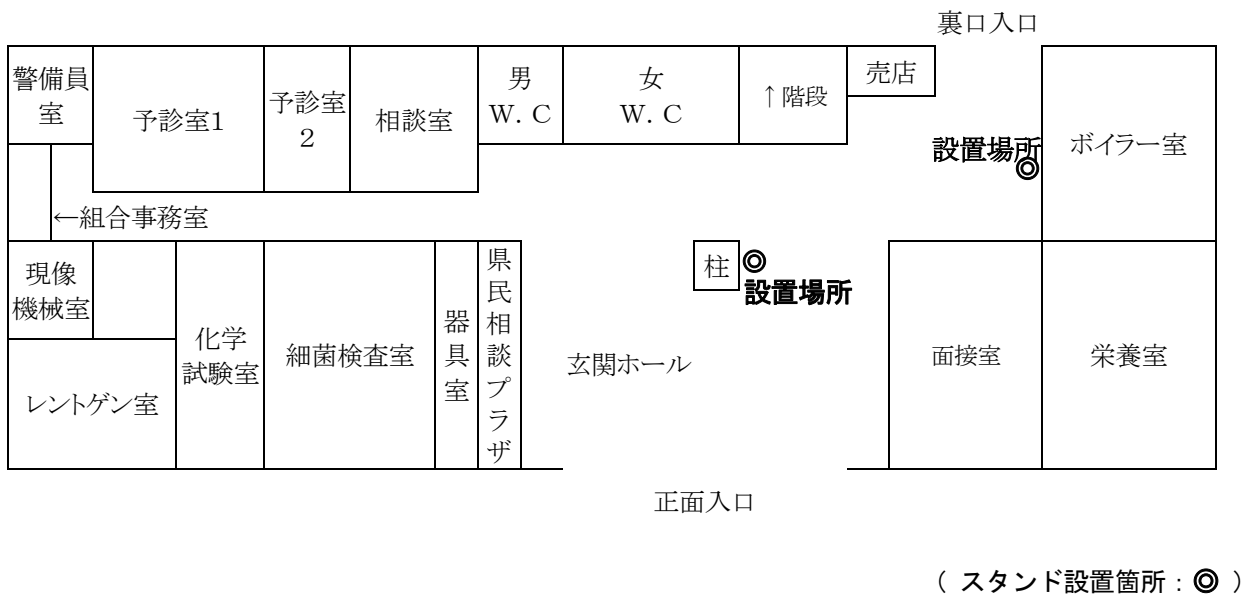 裏口入口
警備員
室
予診室1
予診室
2
相談室
男
W.C
女
W.C
↑階段
売店
設置場所
◎
ボイラー室
←組合事務室
現像
機械室
レントゲン室
化学
試験室
細菌検査室
器具室
県民相談プラザ
柱
◎
設置場所
玄関ホール
面接室
栄養室
正面入口
( スタンド設置箇所:◎ )